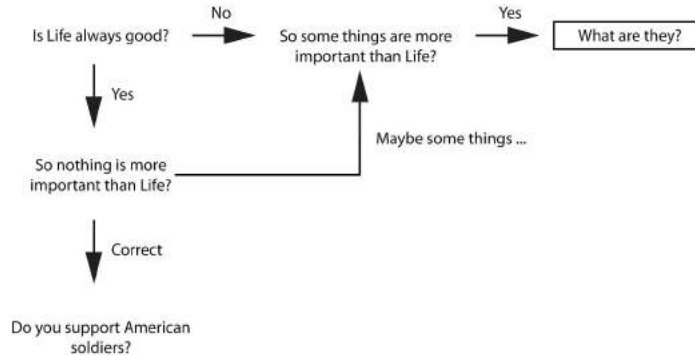 No
Yes
Is Life always good?
So some things are more
important than Life?
What are they?
Yes
Maybe some things ...
So nothing is more
important than Life?
Correct
Do you support American
soldiers?